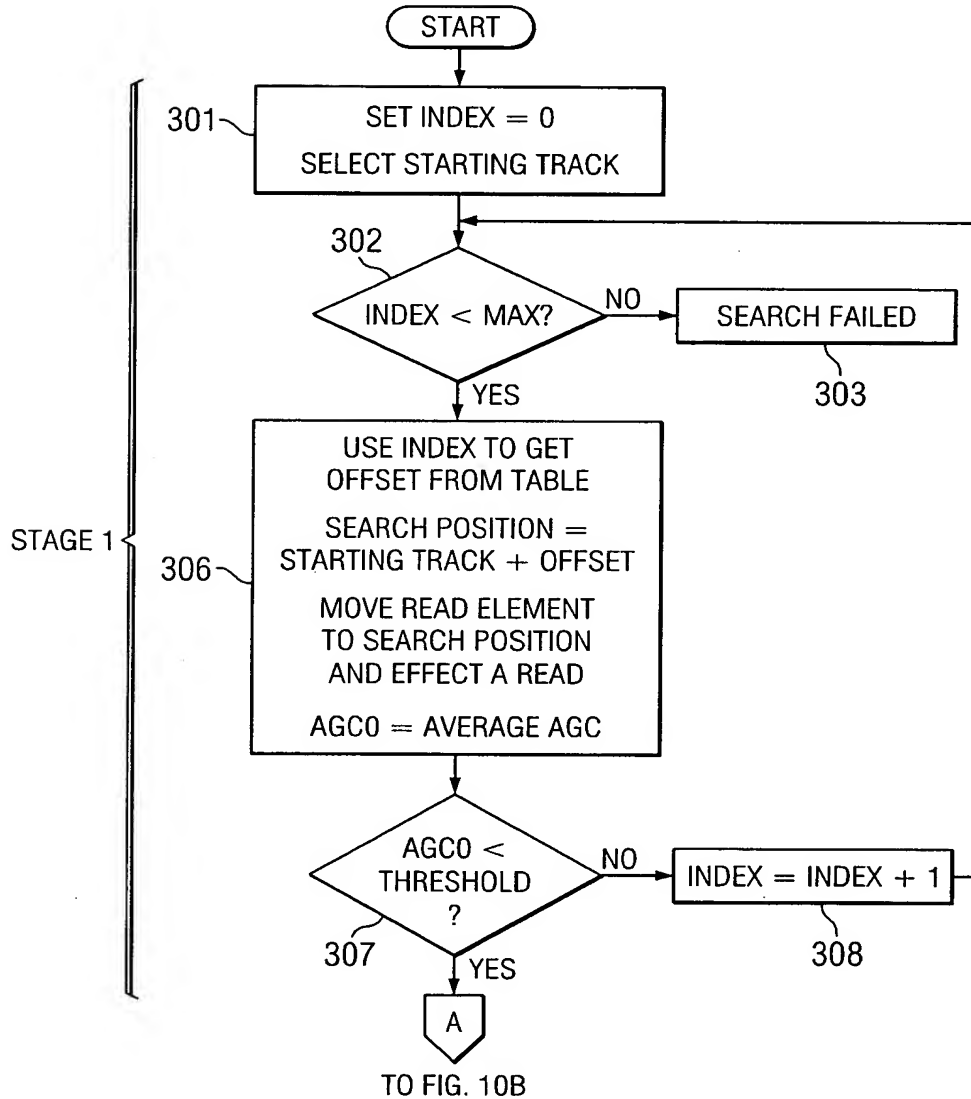 START
301
SET INDEX = 0
SELECT STARTING TRACK
302
INDEX < MAX?
NO
SEARCH FAILED
303
YES
USE INDEX TO GET
OFFSET FROM TABLE
SEARCH POSITION =
STARTING TRACK + OFFSET
STAGE 1
306
MOVE READ ELEMENT
TO SEARCH POSITION
AND EFFECT A READ
AGC0 = AVERAGE AGC
AGC0 <
THRESHOLD
?
NO
INDEX = INDEX + 1
307
308
YES
A
TO FIG. 10B